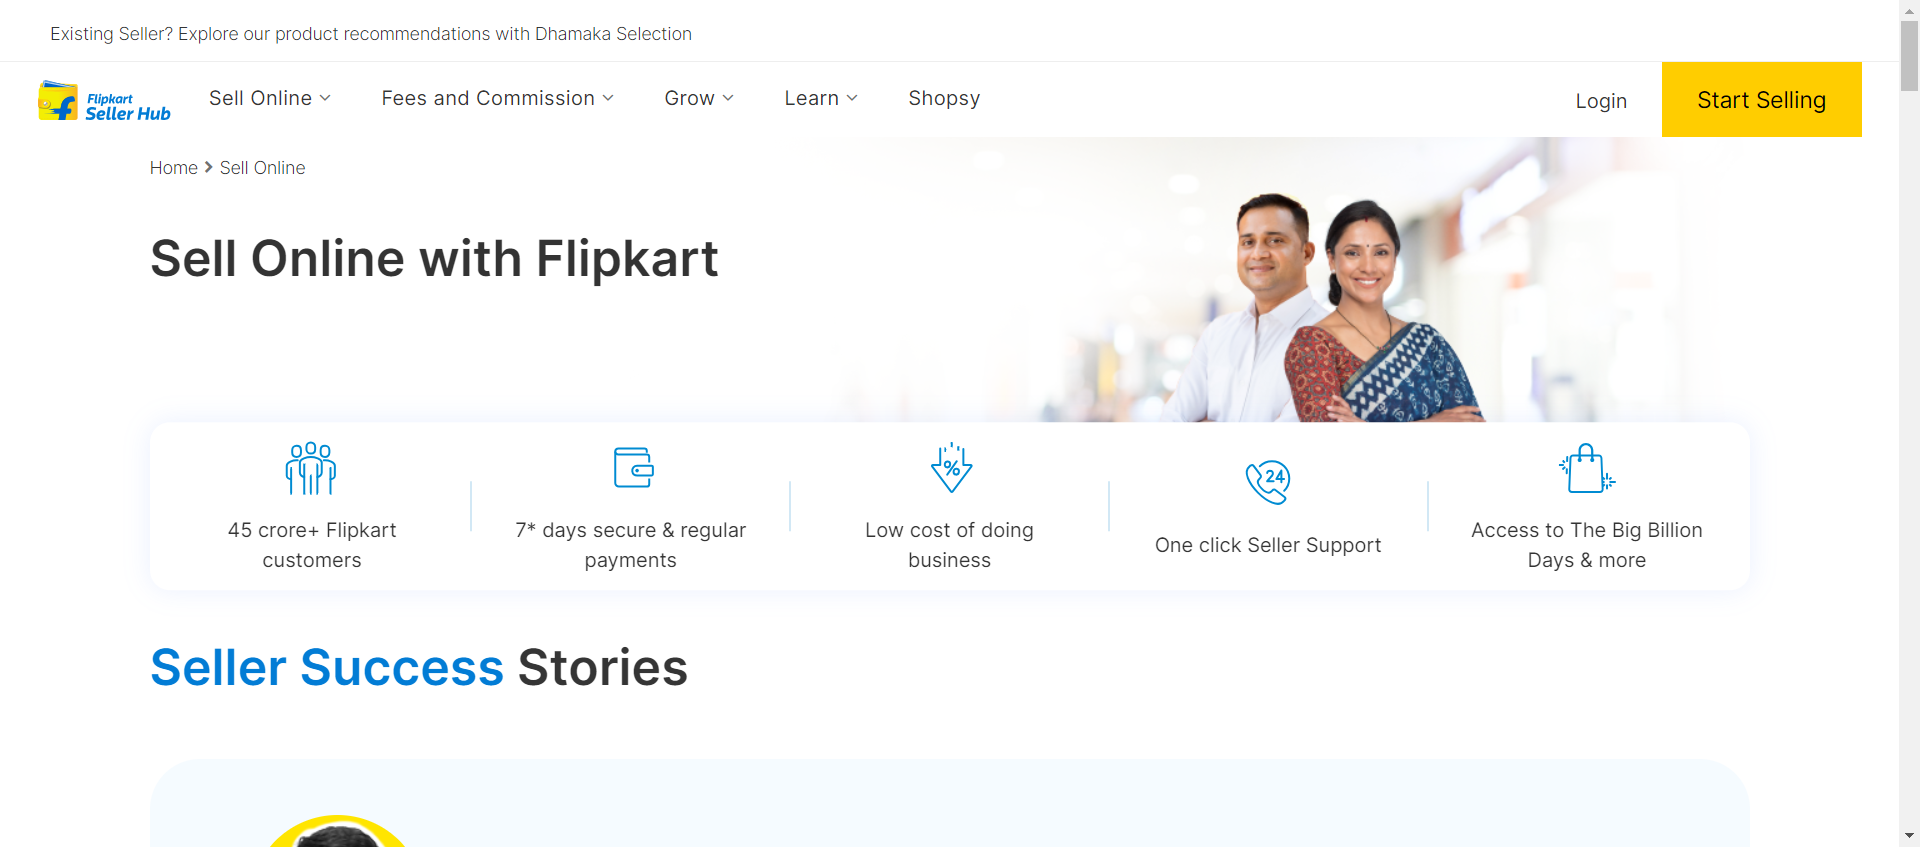 Existing Seller? Explore our product recommendations with Dhamaka Selection
Flipkart
Seller Hub
Sell Online
Fees and Commission
Grow
Learn
Shopsy
Login
Start Selling
Home
Sell Online
Sell Online with Flipkart
45 crore+ Flipkart
customers
7* days secure & regular
payments
%
Low cost of doing
business
24
One click Seller Support
Access to The Big Billion
Days & more
Seller Success Stories